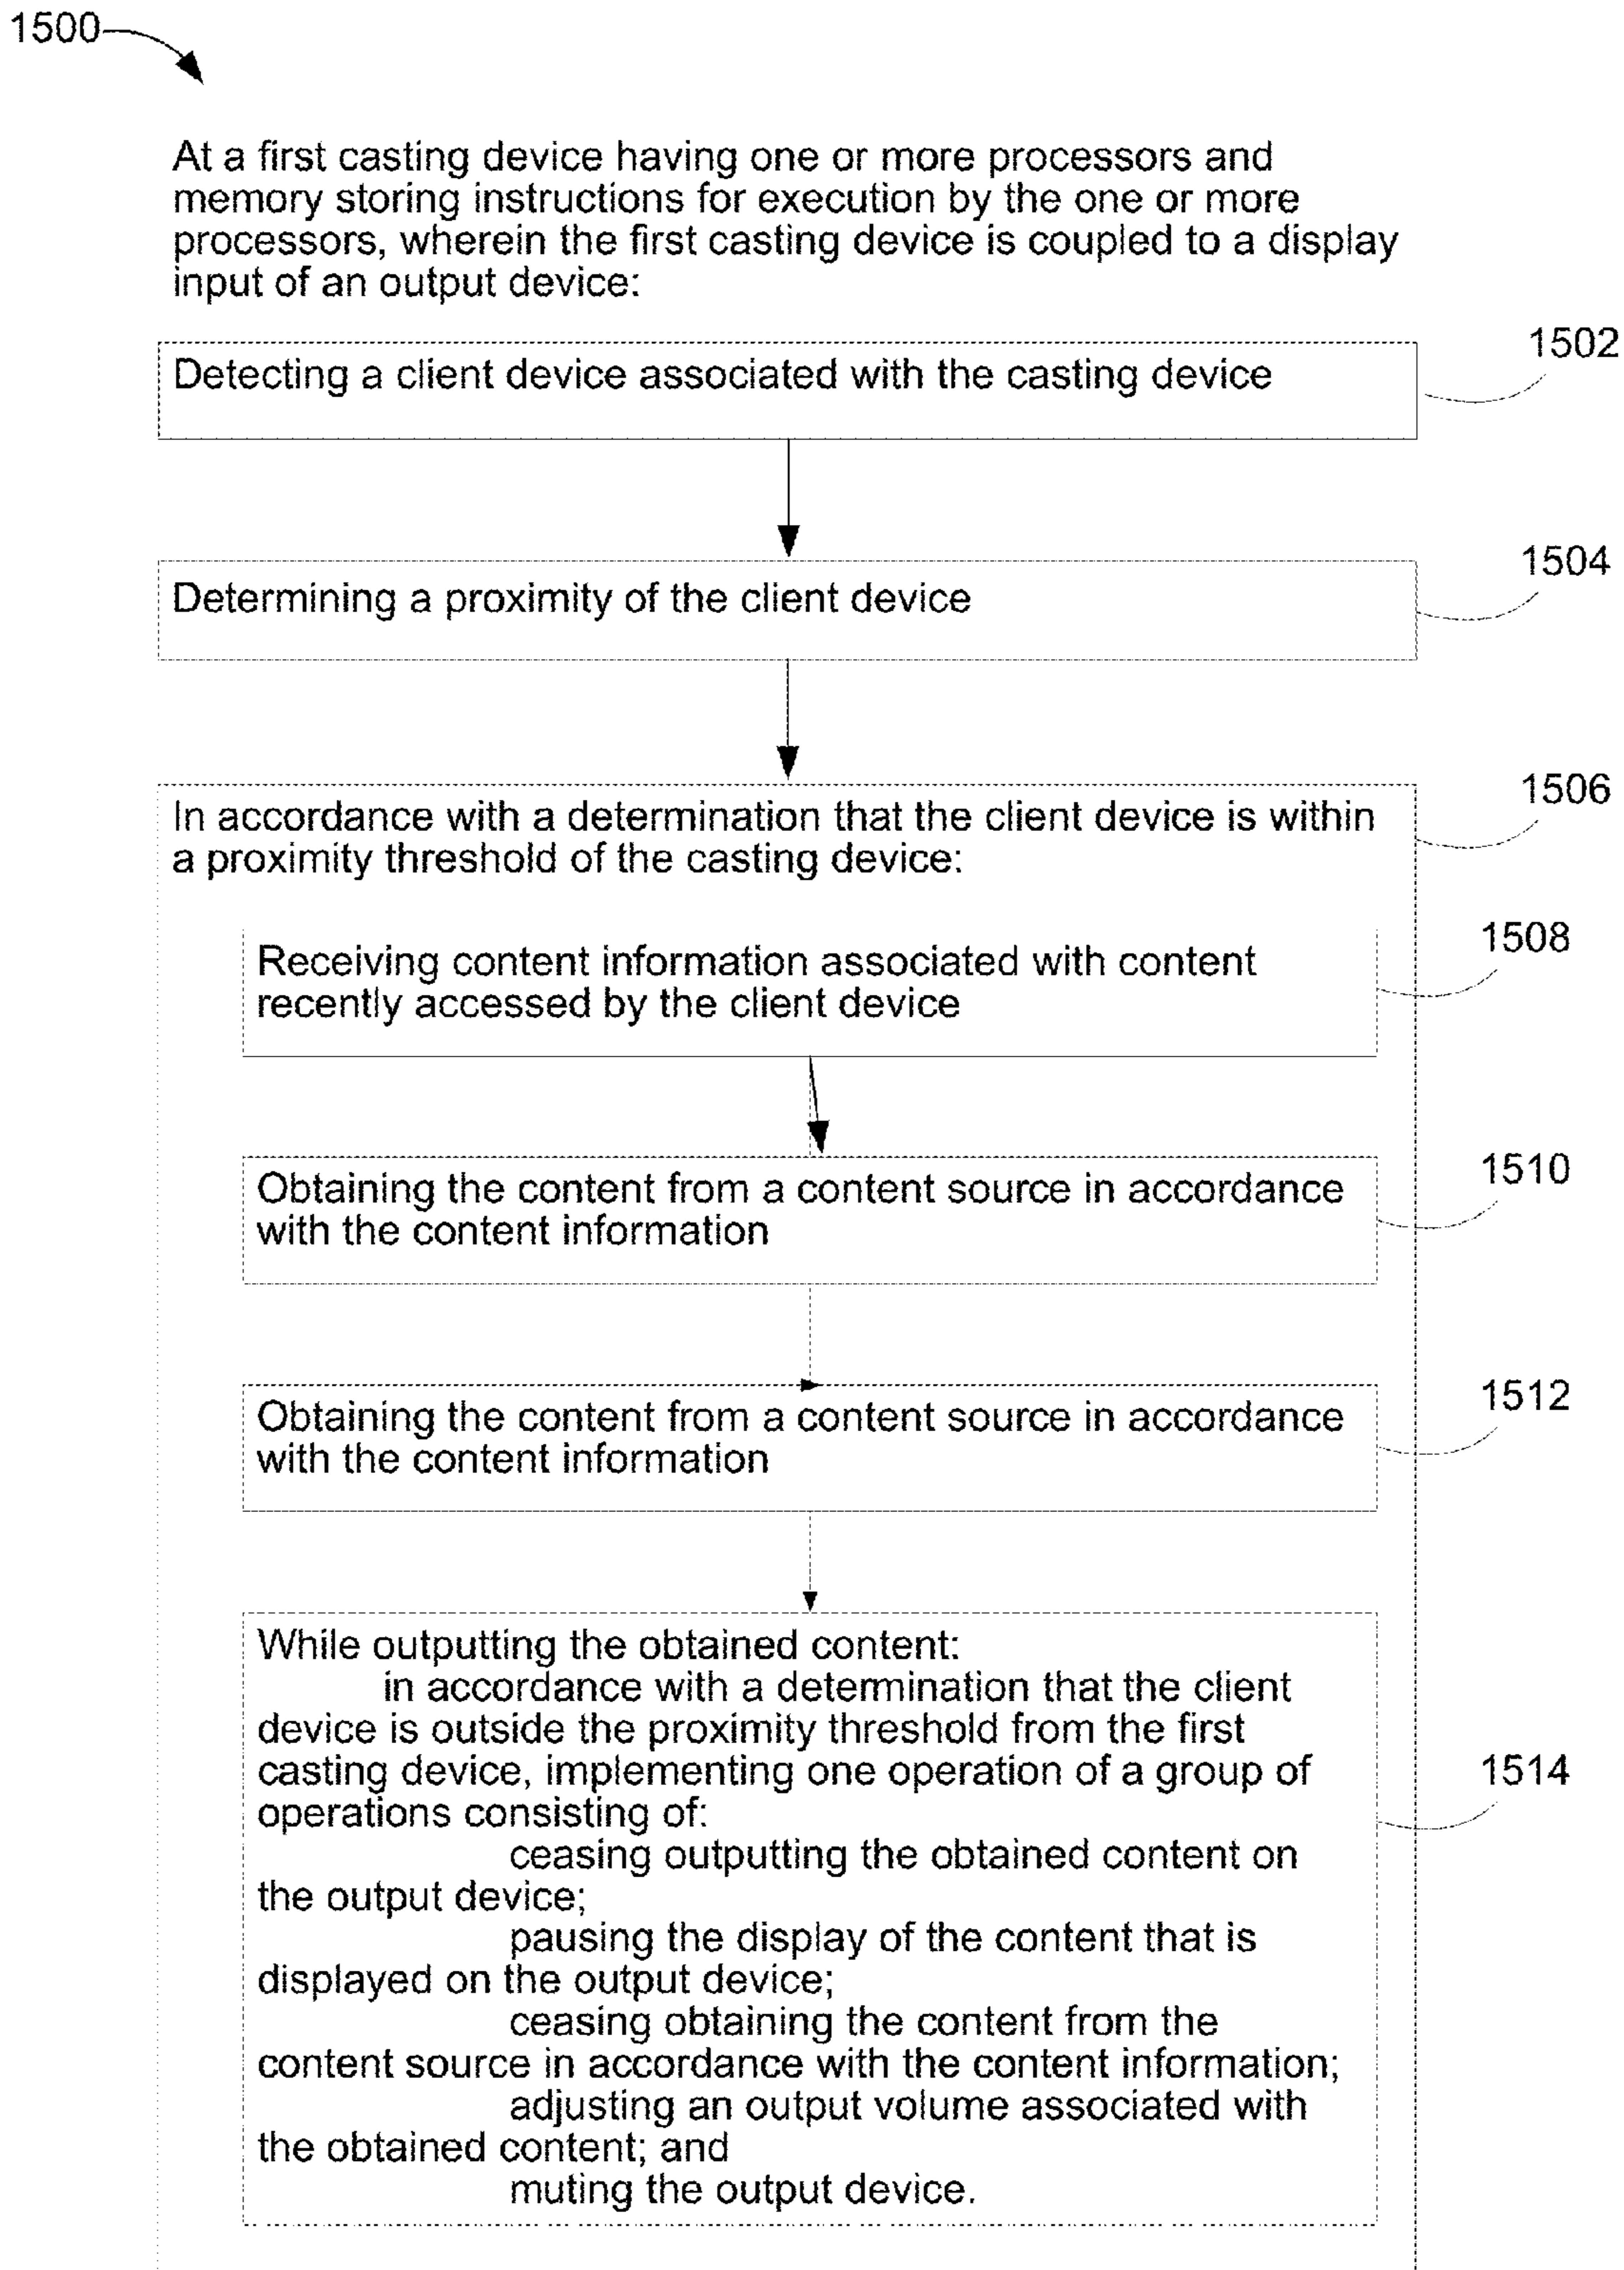 1500
At a first casting device having one or more processors and
memory storing instructions for execution by the one or more
processors, wherein the first casting device is coupled to a display
input of an output device:
1502
Detecting a client device associated with the casting device
1504
Determining a proximity of the client device
1506
In accordance with a determination that the client device is within
a proximity threshold of the casting device:
1508
Receiving content information associated with content
recently accessed by the client device
1510
Obtaining the content from a content source in accordance
with the content information
1512
Obtaining the content from a content source in accordance
with the content information
While outputting the obtained content:
in accordance with a determination that the client
device is outside the proximity threshold from the first
casting device, implementing one operation of a group of
1514
operations consisting of:
ceasing outputting the obtained content on
the output device;
pausing the display of the content that is
displayed on the output device;
ceasing obtaining the content from the
content source in accordance with the content information;
adjusting an output volume associated with
the obtained content; and
muting the output device.